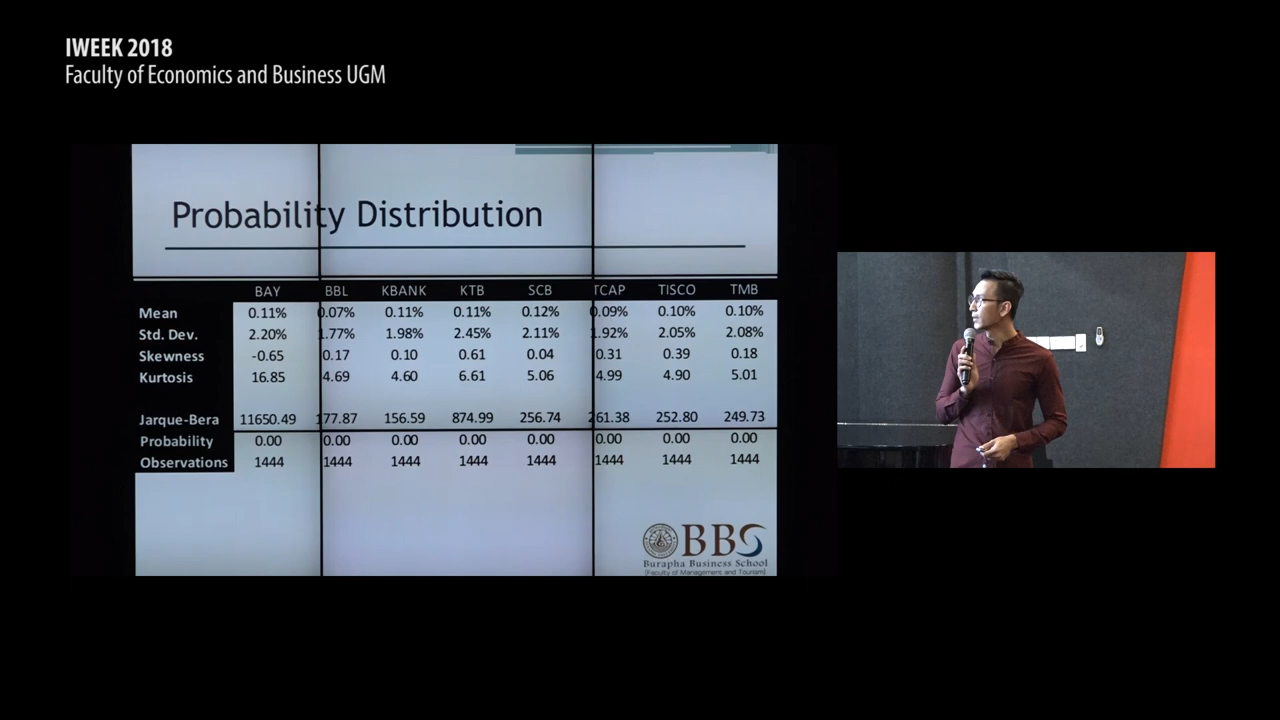 IWEEK 2018
Faculty of Economics and Business UGM
Probability Distribution
BAY BBL KBANK KTB SCB TCAP TISCO TMB
Mean 0.11% 0.07% 0.11% 0.11% 0.12% 0.09% 0.10% 0.10%
Std. Dev. 2.20% 1.77% 1.98% 2.45% 2.11% 1.92% 2.05% 2.08%
Skewness -0.65 0.17 0.10 0.61 0.04 0.31 0.39 0.18
Kurtosis 16.85 4.69 4.60 6.61 5.06 4.99 4.90 5.01
Jarque-Bera 11650.49 177.87 156.59 874.99 256.74 261.38 252.80 249.73
Probability 0.00 0.00 0.00 0.00 0.00 0.00 0.00 0.00
Observations 1444 1444 1444 1444 1444 1444 1444 1444
BBS
Burapha Business School
(Faculty of Management and Tourism)